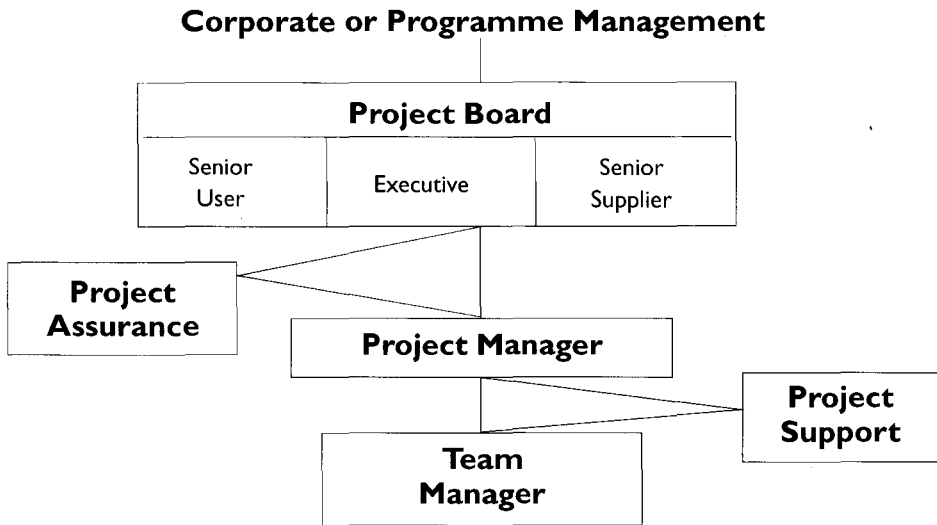 Corporate or Programme Management
Project Board
Senior
User
Executive
Senior
Supplier
Project
Assurance
Project Manager
Project
Support
Team
Manager